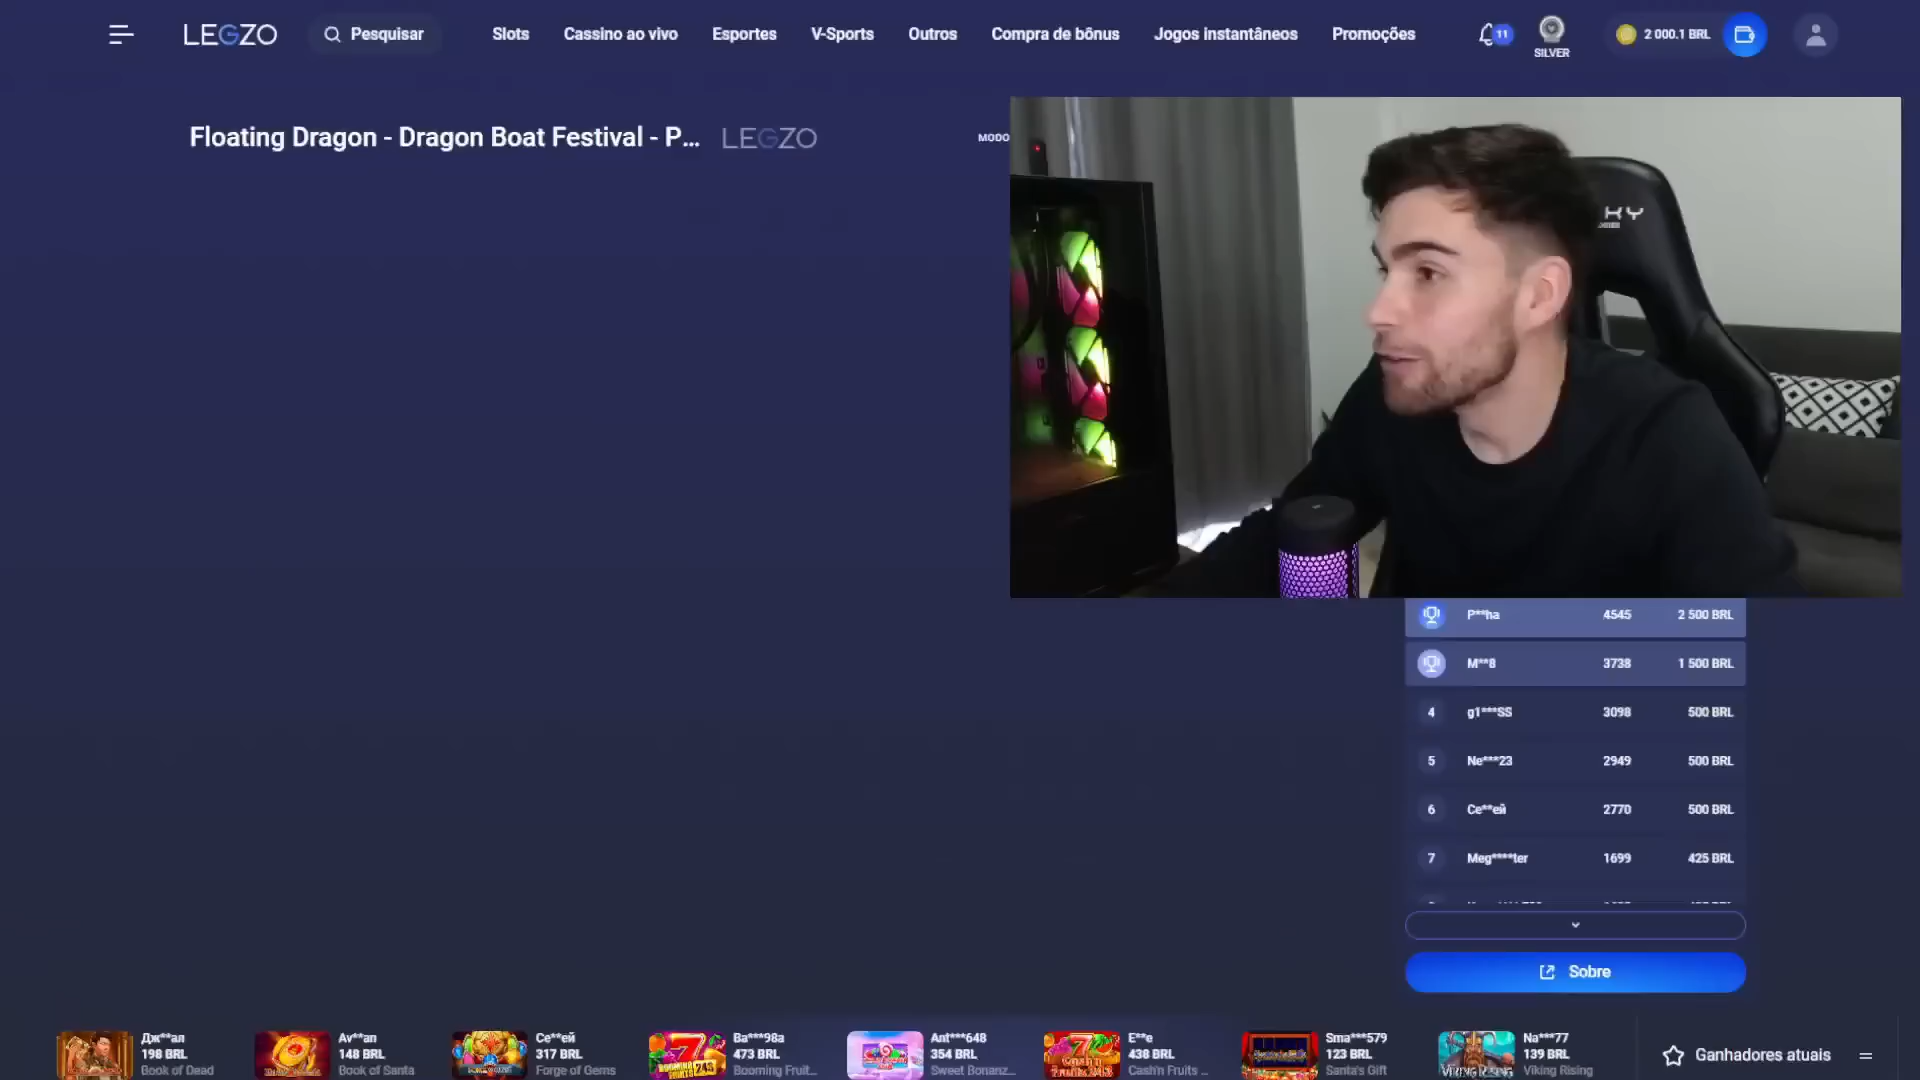 LEGZO
Pesquisar
Slots
Cassino ao vivo
Esportes
V-Sports
Outros
Compra de bônus
Jogos instantâneos
Promoções
11
SILVER
2 000.1 BRL
Floating Dragon - Dragon Boat Festival - P...
LEGZO
MODO
P**ha 4545 2 500 BRL
M**8 3738 1 500 BRL
4 g1***SS 3098 500 BRL
5 Ne***23 2949 500 BRL
6 Се**ей 2770 500 BRL
7 Meg****ter 1699 425 BRL
Sobre
Дж**ал
198 BRL
Book of Dead
Av**an
148 BRL
Book of Santa
Се**ей
317 BRL
Forge of Gems
Ba***98a
473 BRL
Booming Fruit...
Ant***648
354 BRL
Sweet Bonanz...
E**e
438 BRL
Cash'n Fruits ...
Sma***579
123 BRL
Santa's Gift
Na***77
139 BRL
Viking Rising
Ganhadores atuais